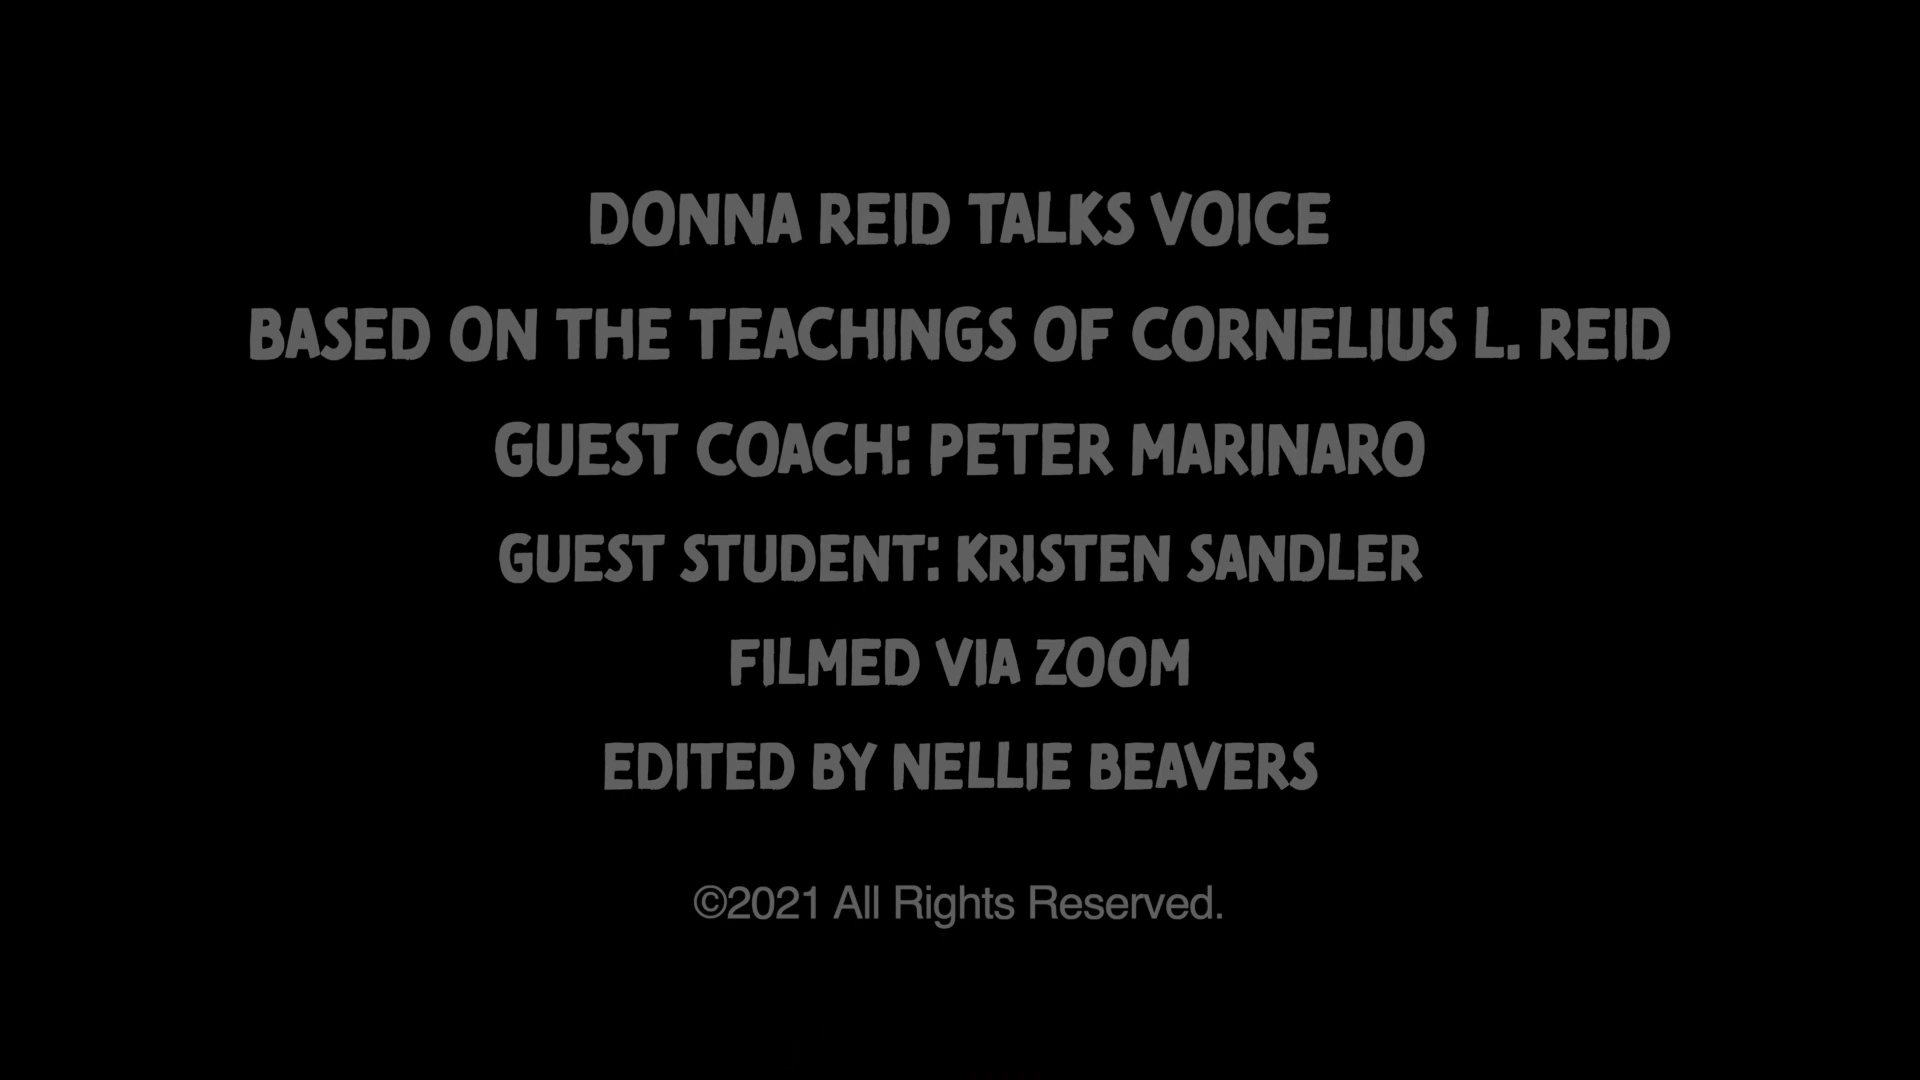 DONNA REID TALKS VOICE
BASED ON THE TEACHINGS OF CORNELIUS L. REID
GUEST COACH: PETER MARINARO
GUEST STUDENT: KRISTEN SANDLER
FILMED VIA ZOOM
EDITED BY NELLIE BEAVERS
©2021 All Rights Reserved.